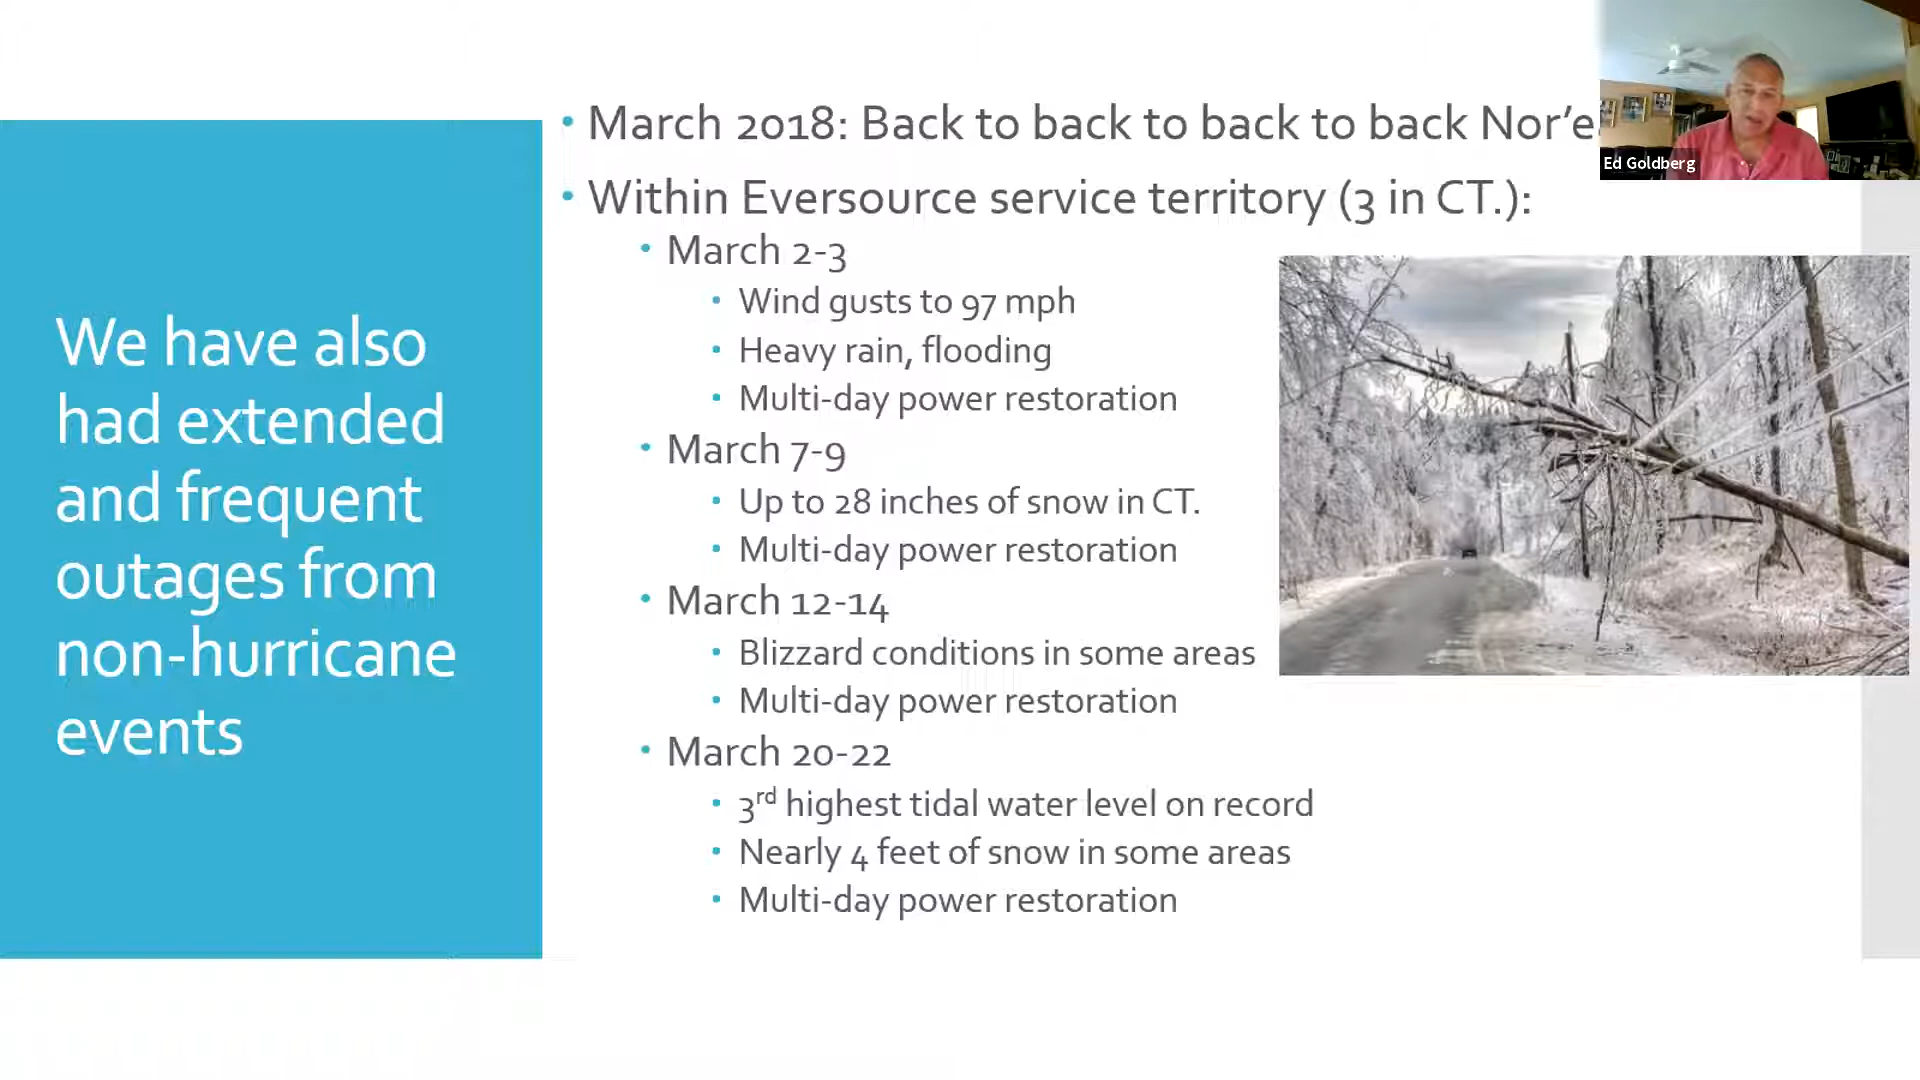 We have also
had extended
and frequent
outages from
non-hurricane
events
March 2018: Back to back to back to back Nor'e
Within Eversource service territory (3 in CT.):
March 2-3
Wind gusts to 97 mph
Heavy rain, flooding
Multi-day power restoration
March 7-9
Up to 28 inches of snow in CT.
Multi-day power restoration
March 12-14
Blizzard conditions in some areas
Multi-day power restoration
March 20-22
3rd highest tidal water level on record
Nearly 4 feet of snow in some areas
Multi-day power restoration
Ed Goldberg